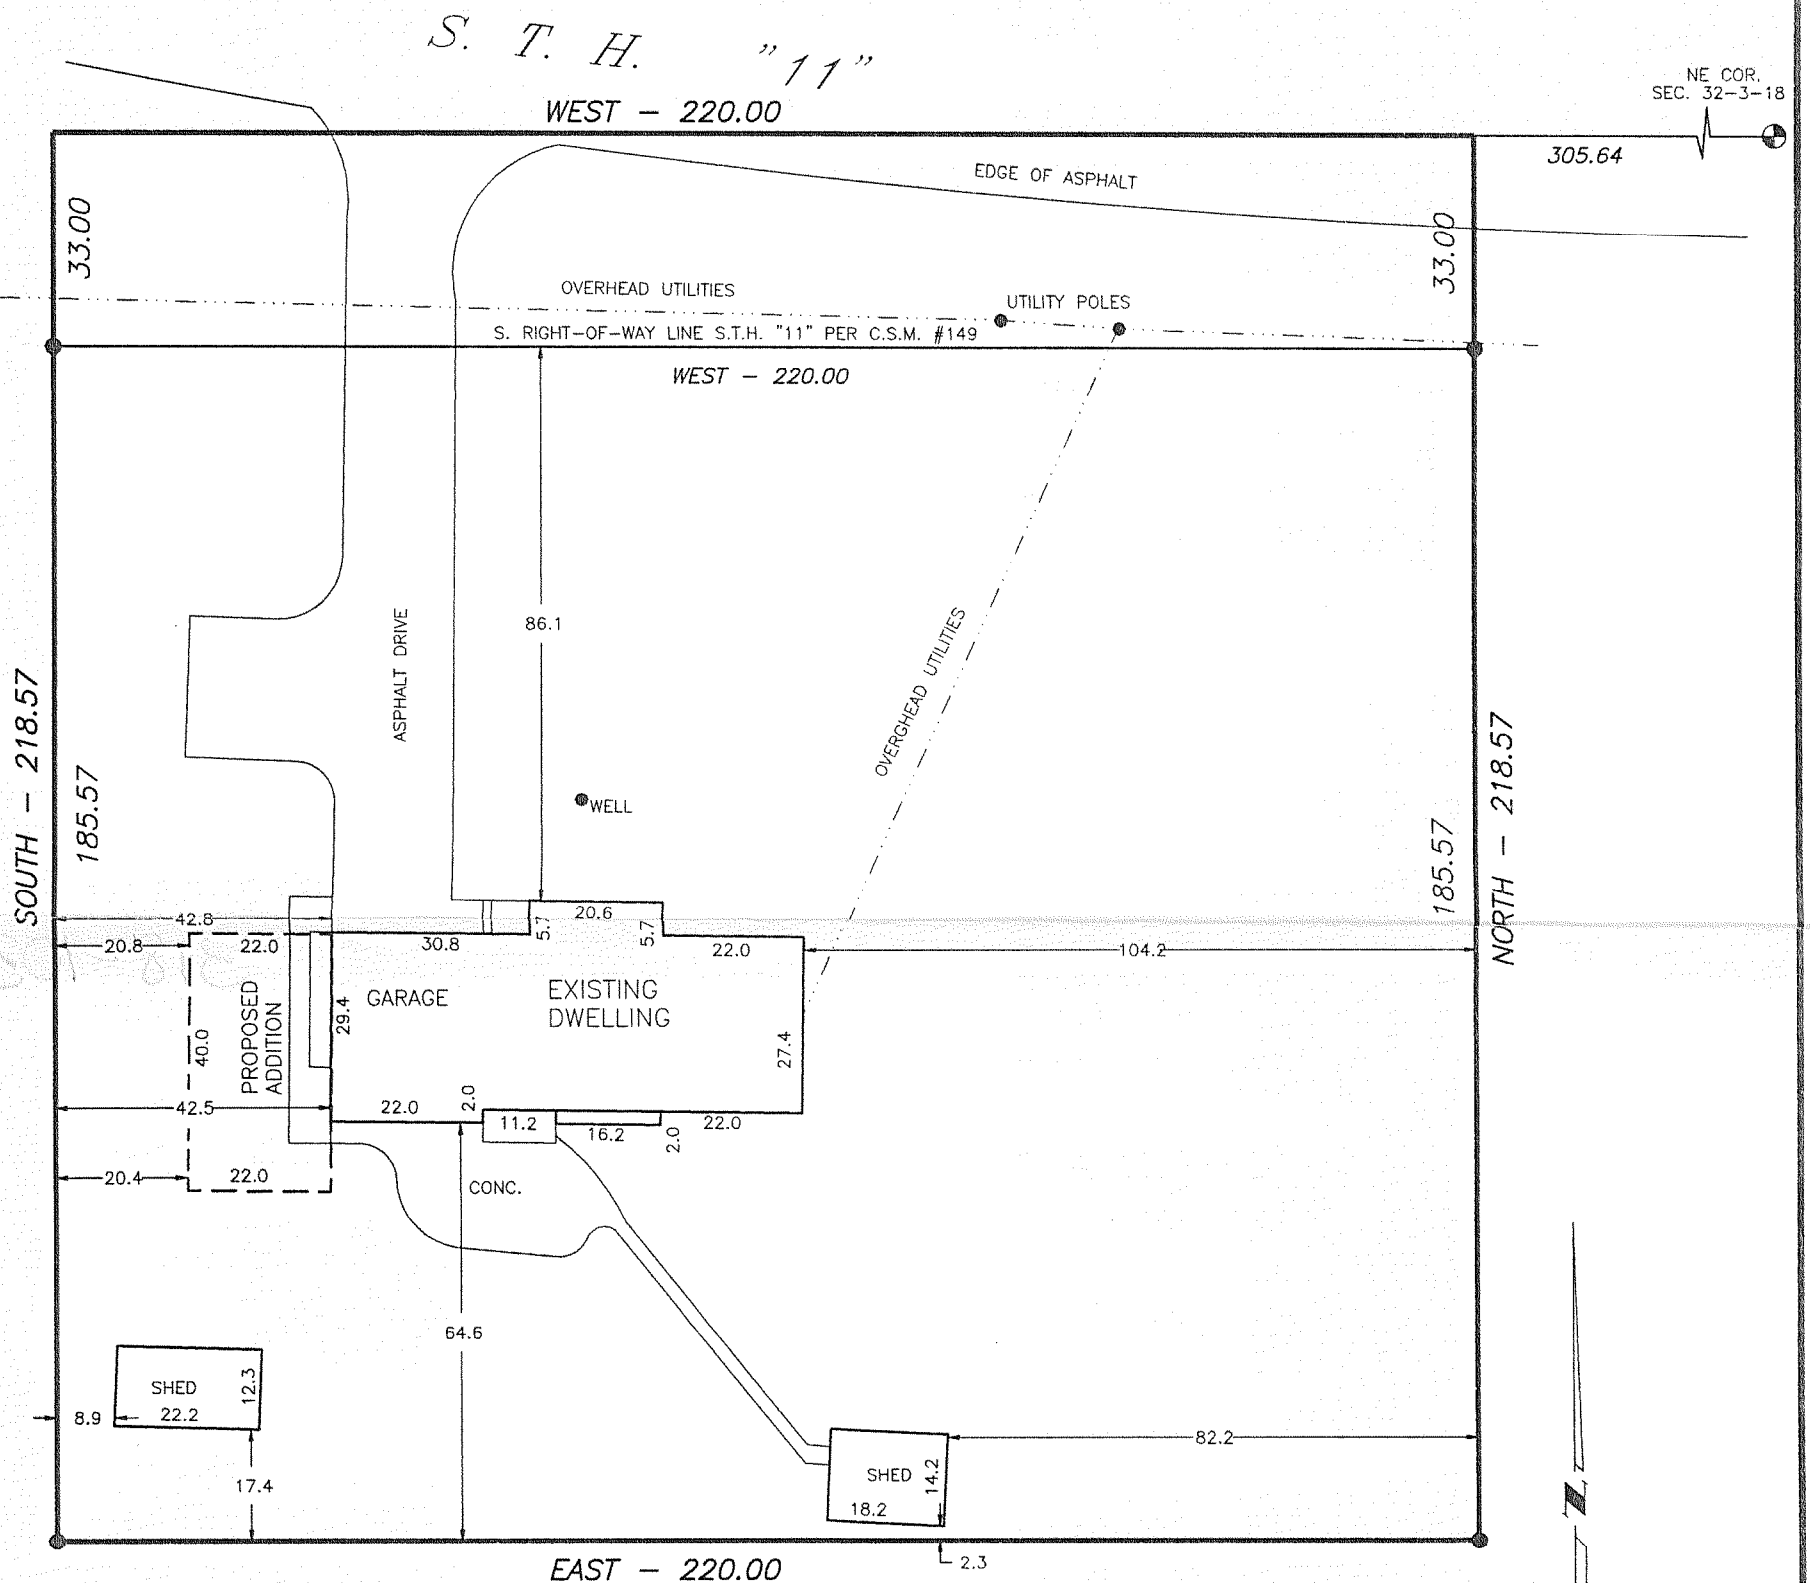 S. T. H. "11"
NE COR.
SEC. 32-3-18
WEST - 220.00
305.64
EDGE OF ASPHALT
33.00
33.00
OVERHEAD UTILITIES
UTILITY POLES
S. RIGHT-OF-WAY LINE S.T.H. "11" PER C.S.M. #149
WEST - 220.00
86.1
ASPHALT DRIVE
OVERGHEAD UTILITIES
SOUTH - 218.57
185.57
WELL
185.57
NORTH - 218.57
42.8
20.6
5.7
5.7
20.8
22.0
30.8
22.0
104.2
GARAGE
EXISTING
DWELLING
PROPOSED
ADDITION
40.0
29.4
27.4
42.5
22.0
2.0
11.2
16.2
2.0
22.0
20.4
22.0
CONC.
64.6
SHED
12.3
8.9
22.2
17.4
82.2
SHED
14.2
18.2
N
EAST - 220.00
2.3